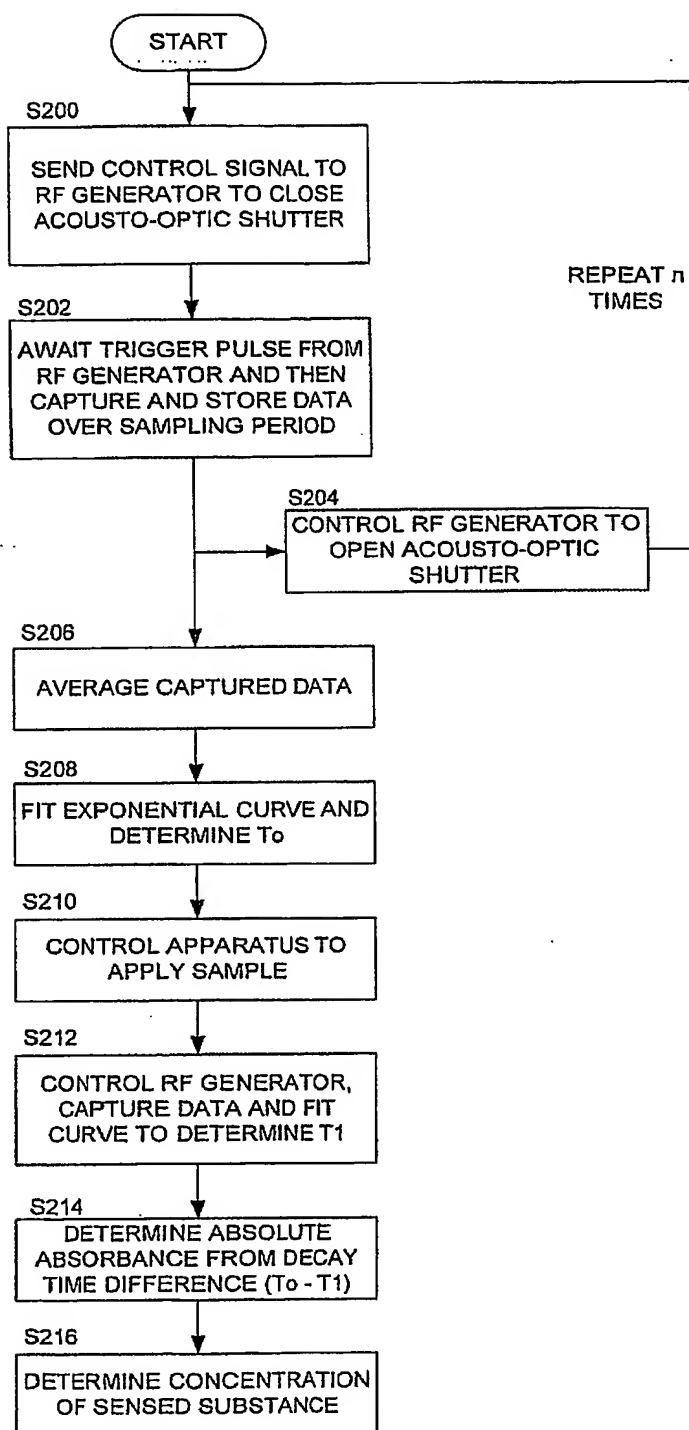 START
S200
SEND CONTROL SIGNAL TO
RF GENERATOR TO CLOSE
ACOUSTO-OPTIC SHUTTER
REPEAT n
TIMES
S202
AWAIT TRIGGER PULSE FROM
RF GENERATOR AND THEN
CAPTURE AND STORE DATA
OVER SAMPLING PERIOD
S204
CONTROL RF GENERATOR TO
OPEN ACOUSTO-OPTIC
SHUTTER
S206
AVERAGE CAPTURED DATA
S208
FIT EXPONENTIAL CURVE AND
DETERMINE To
S210
CONTROL APPARATUS TO
APPLY SAMPLE
S212
CONTROL RF GENERATOR,
CAPTURE DATA AND FIT
CURVE TO DETERMINE T1
S214
DETERMINE ABSOLUTE
ABSORBANCE FROM DECAY
TIME DIFFERENCE (To - T1)
S216
DETERMINE CONCENTRATION
OF SENSED SUBSTANCE